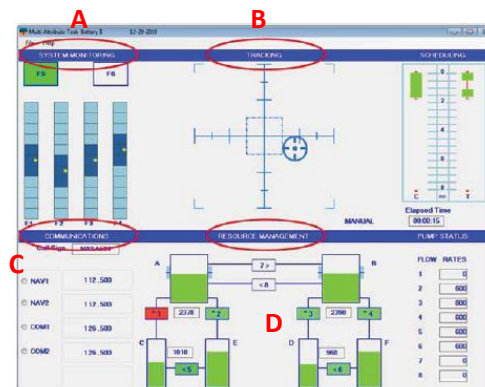 A B
Multi-Attribute Task Battery II 12-20-2010
File Help
SYSTEM MONITORING TRACKING SCHEDULING
F5 F6
0
2
4
6
8
C T
F1 F2 F3 F4
MANUAL
Elapsed Time
00:00:15
COMMUNICATIONS RESOURCE MANAGEMENT PUMP STATUS
Call-Sign NASA504
C
NAV1 112.500
NAV2 112.500
COM1 126.500
COM2 126.500
A B
7 >
< 8
1 2370 2 3 2390 4
D
C E D F
1010 968
< 5 < 6
FLOW RATES
1 0
2 600
3 800
4 600
5 600
6 600
7 0
8 0